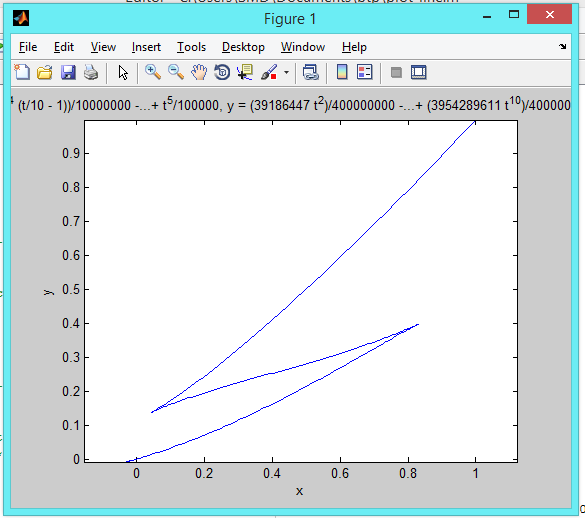 Figure 1
File Edit View Insert Tools Desktop Window Help
(t/10 - 1))/10000000 -...+ t^5/100000, y = (39186447 t^2)/400000000 -...+ (3954289611 t^10)/400000
0.9
0.8
0.7
0.6
0.5
0.4
0.3
0.2
0.1
0
y
0 0.2 0.4 0.6 0.8 1
x